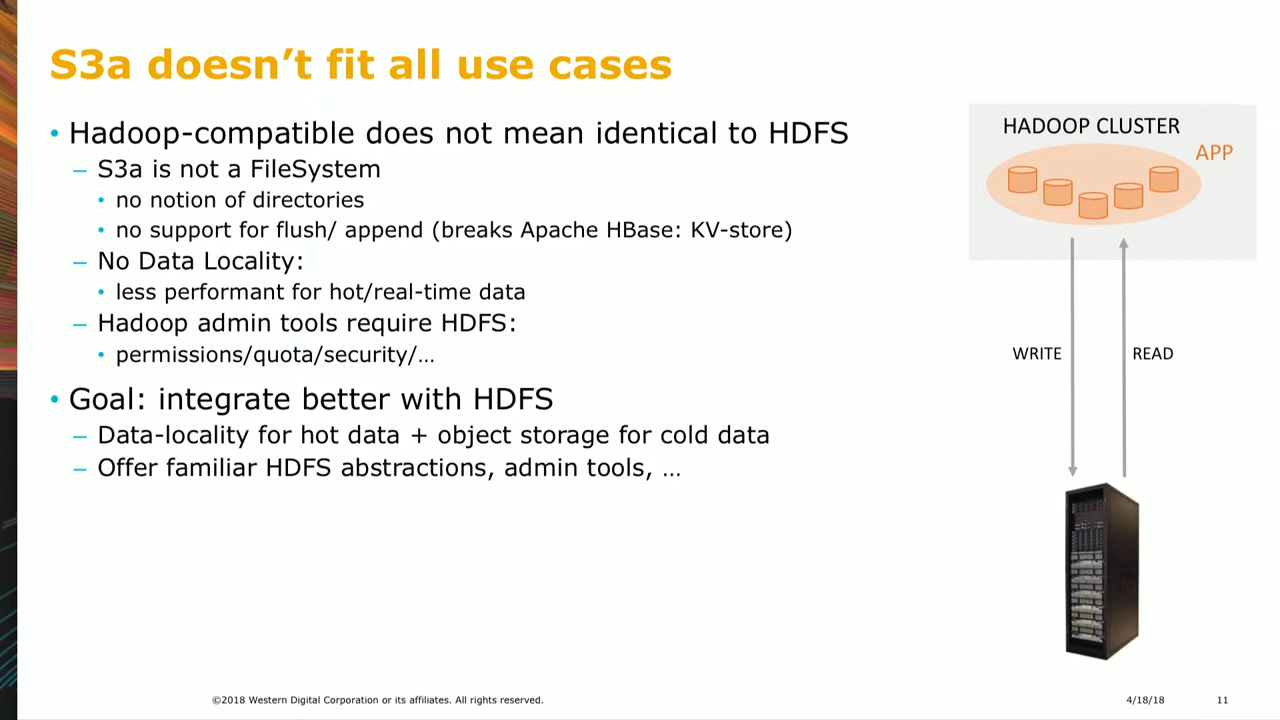 S3a doesn’t fit all use cases
• Hadoop-compatible does not mean identical to HDFS
– S3a is not a FileSystem
• no notion of directories
• no support for flush/ append (breaks Apache HBase: KV-store)
– No Data Locality:
• less performant for hot/real-time data
– Hadoop admin tools require HDFS:
• permissions/quota/security/…
• Goal: integrate better with HDFS
– Data-locality for hot data + object storage for cold data
– Offer familiar HDFS abstractions, admin tools, …
HADOOP CLUSTER
APP
WRITE
READ
©2018 Western Digital Corporation or its affiliates. All rights reserved.
4/18/18
11